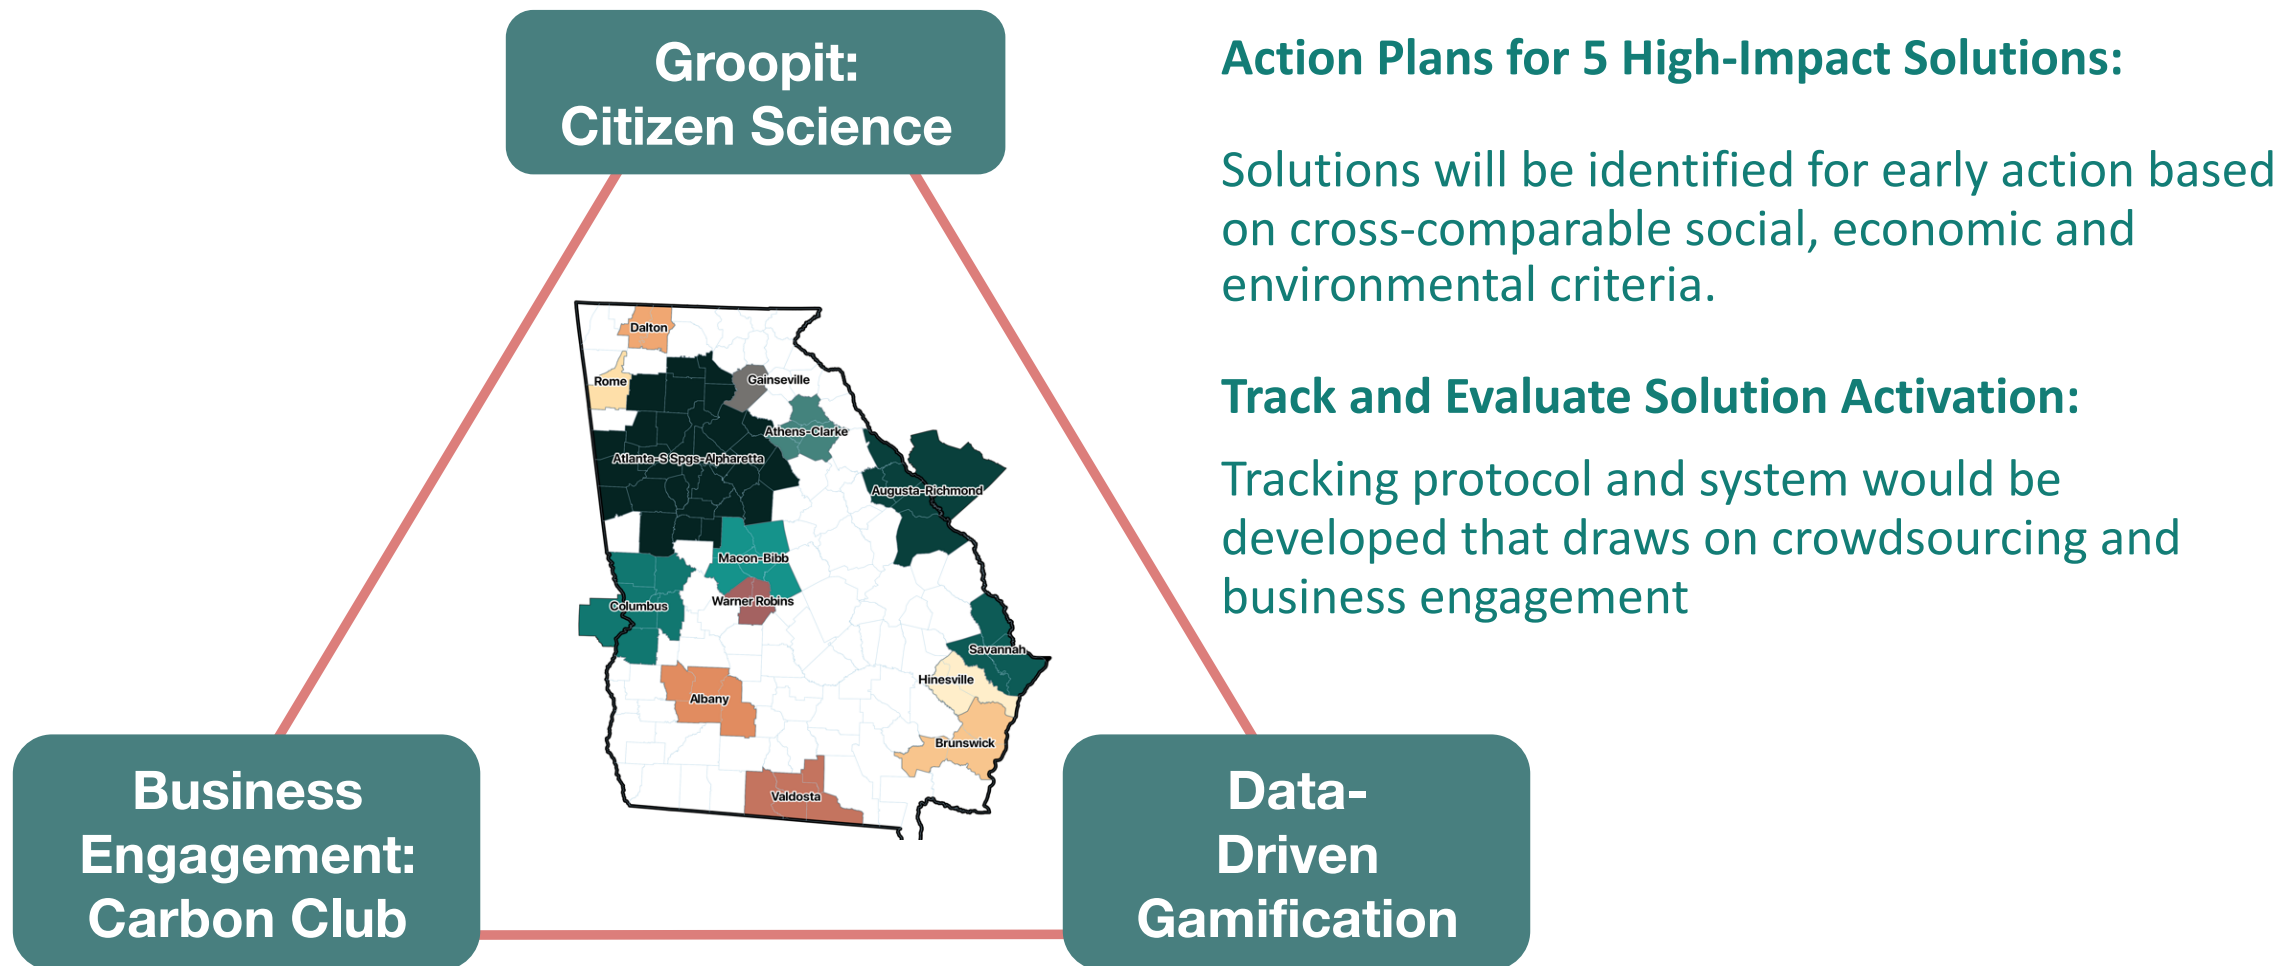 Groopit:
Citizen Science
Action Plans for 5 High-Impact Solutions:
Solutions will be identified for early action based
on cross-comparable social, economic and
environmental criteria.
Track and Evaluate Solution Activation:
Tracking protocol and system would be
developed that draws on crowdsourcing and
business engagement
Dalton
Rome
Gainseville
Athens-Clarke
Atlanta-S Spgs-Alpharetta
Augusta-Richmond
Macon-Bibb
Warner Robins
Columbus
Savannah
Hinesville
Albany
Brunswick
Valdosta
Business
Engagement:
Carbon Club
Data-
Driven
Gamification